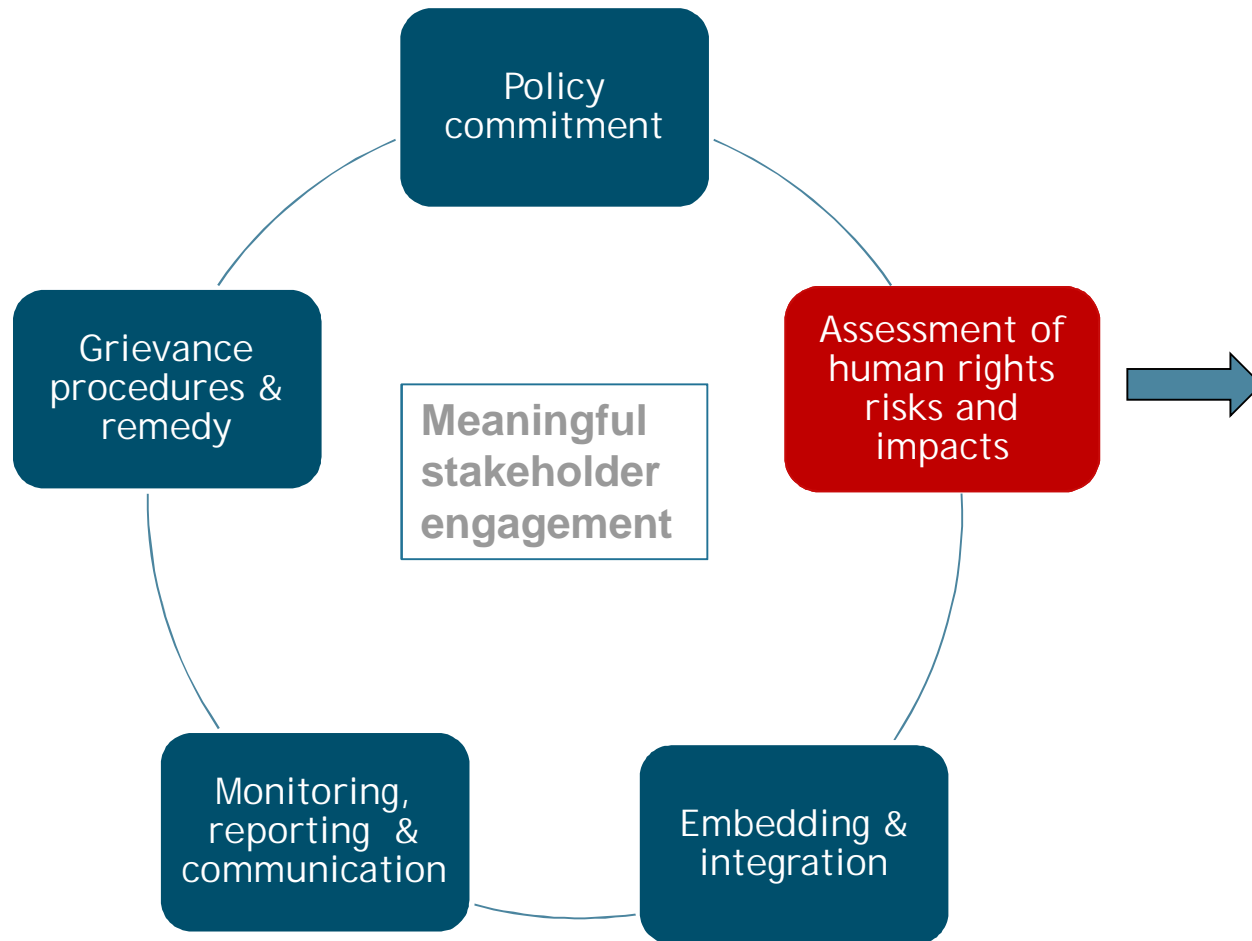 Policy
commitment
Assessment of
human rights
risks and
impacts
Embedding &
integration
Monitoring,
reporting &
communication
Grievance
procedures &
remedy
Meaningful
stakeholder
engagement